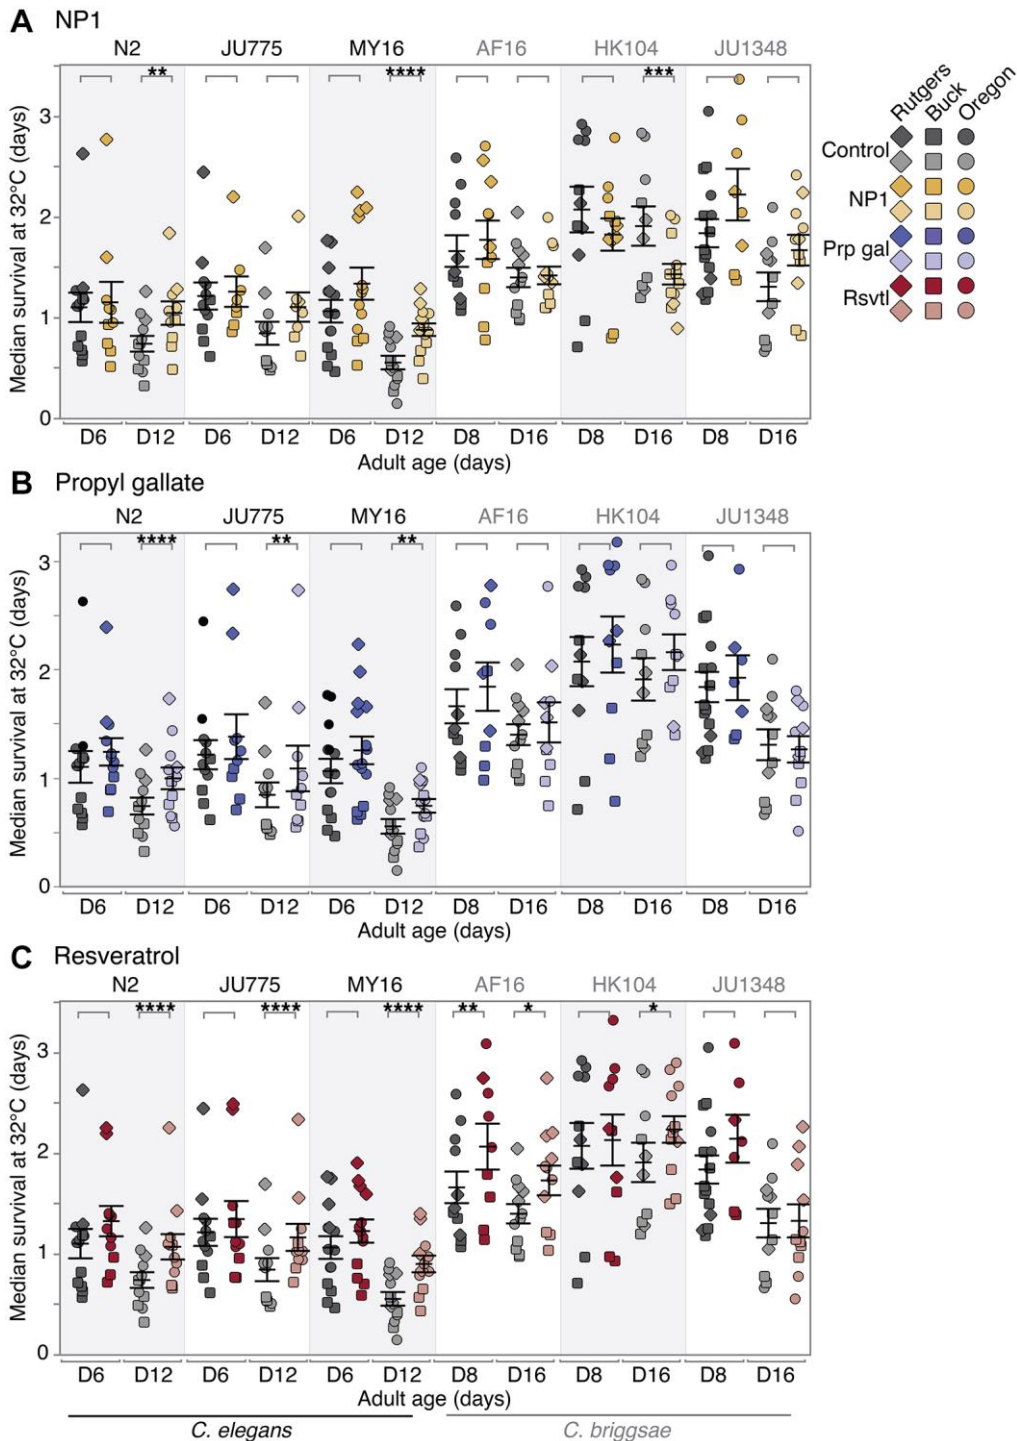 A NP1
N2 JU775 MY16 AF16 HK104 JU1348
** **** ***
Median survival at 32°C (days)
3
2
1
0
D6 D12 D6 D12 D6 D12 D8 D16 D8 D16 D8 D16
Adult age (days)
Rutgers Buck Oregon
Control
NP1
Prp gal
Rsvtl
B Propyl gallate
N2 JU775 MY16 AF16 HK104 JU1348
**** ** **
Median survival at 32°C (days)
3
2
1
0
D6 D12 D6 D12 D6 D12 D8 D16 D8 D16 D8 D16
Adult age (days)
C Resveratrol
N2 JU775 MY16 AF16 HK104 JU1348
**** **** **** ** * *
Median survival at 32°C (days)
3
2
1
0
D6 D12 D6 D12 D6 D12 D8 D16 D8 D16 D8 D16
Adult age (days)
C. elegans C. briggsae